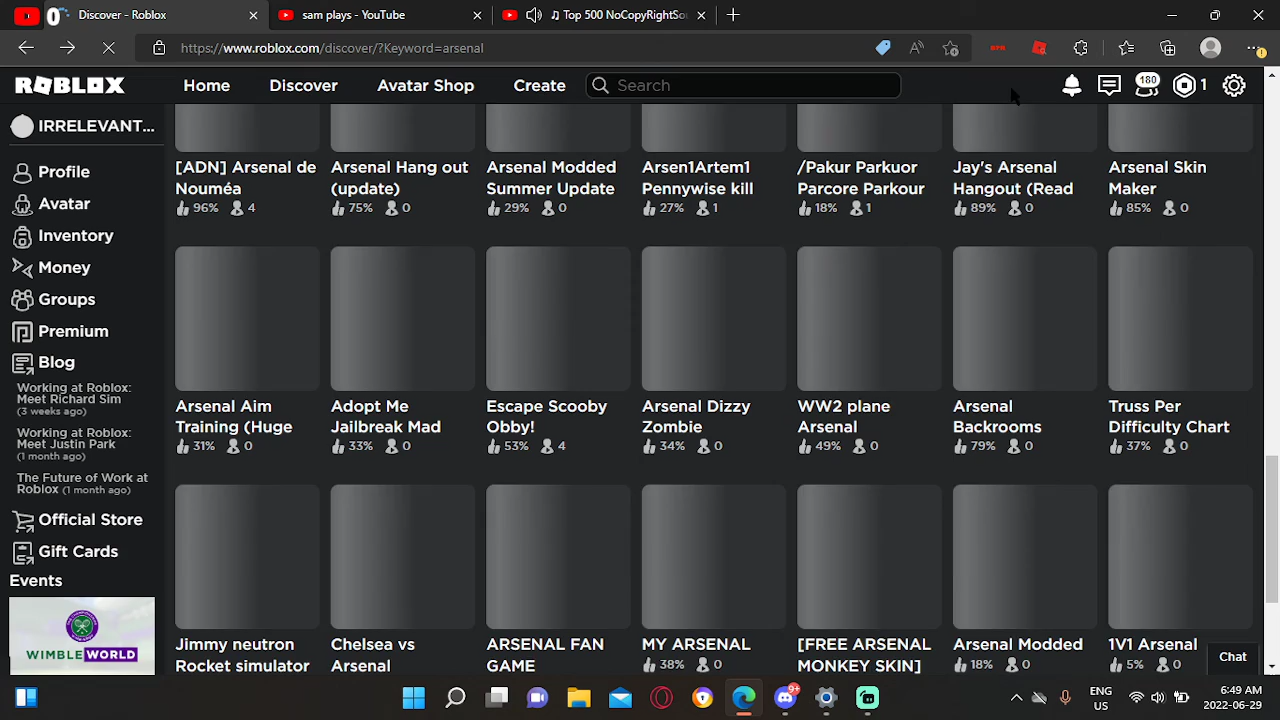 Discover - Roblox
sam plays - YouTube
♫ Top 500 NoCopyRightSou
https://www.roblox.com/discover/?Keyword=arsenal
ROBLOX
Home
Discover
Avatar Shop
Create
Search
180
1
IRRELEVANT...
Profile
Avatar
Inventory
Money
Groups
Premium
Blog
Working at Roblox:
Meet Richard Sim
(3 weeks ago)
Working at Roblox:
Meet Justin Park
(1 month ago)
The Future of Work at
Roblox (1 month ago)
Official Store
Gift Cards
Events
WIMBLEWORLD
[ADN] Arsenal de
Nouméa
96% 4
Arsenal Hang out
(update)
75% 0
Arsenal Modded
Summer Update
29% 0
Arsen1Artem1
Pennywise kill
27% 1
/Pakur Parkuor
Parcore Parkour
18% 1
Jay's Arsenal
Hangout (Read
89% 0
Arsenal Skin
Maker
85% 0
Arsenal Aim
Training (Huge
31% 0
Adopt Me
Jailbreak Mad
33% 0
Escape Scooby
Obby!
53% 4
Arsenal Dizzy
Zombie
34% 0
WW2 plane
Arsenal
49% 0
Arsenal
Backrooms
79% 0
Truss Per
Difficulty Chart
37% 0
Jimmy neutron
Rocket simulator
Chelsea vs
Arsenal
ARSENAL FAN
GAME
MY ARSENAL
38% 0
[FREE ARSENAL
MONKEY SKIN]
Arsenal Modded
18% 0
1V1 Arsenal
5% 0
Chat
9+
ENG
US
5:49 AM
2022-06-29